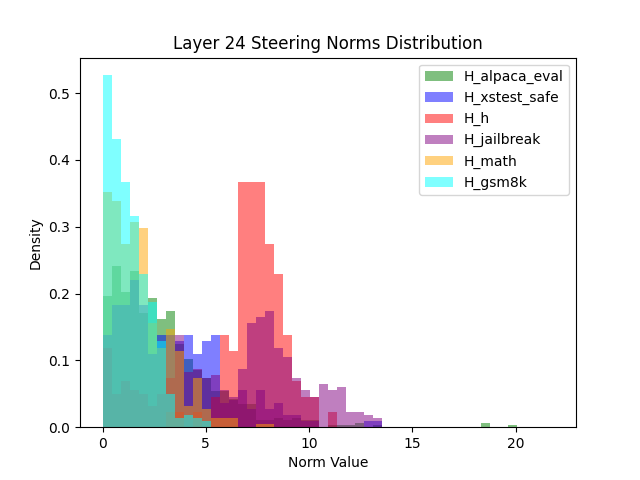 Layer 24 Steering Norms Distribution
H_alpaca_eval
H_xstest_safe
H_h
H_jailbreak
H_math
H_gsm8k
Density
0.5
0.4
0.3
0.2
0.1
0.0
0 5 10 15 20
Norm Value